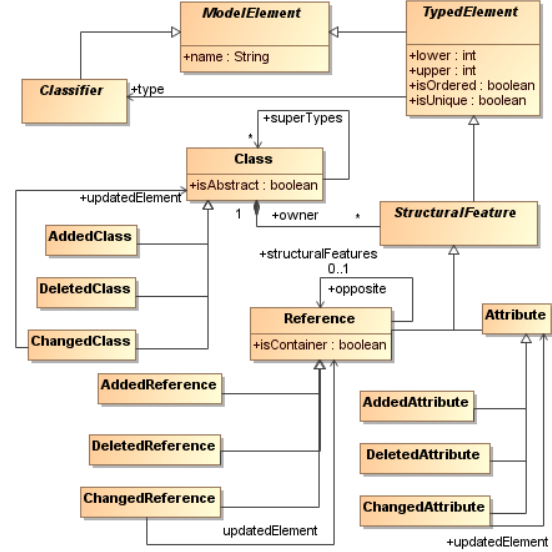 ModelElement
+name : String
TypedElement
+lower : int
+upper : int
+isOrdered : boolean
+isUnique : boolean
Classifier
+type
+superTypes
*
Class
+isAbstract : boolean
+updatedElement
1
+owner
*
StructuralFeature
AddedClass
+structuralFeatures
0..1
+opposite
DeletedClass
Reference
+isContainer : boolean
Attribute
ChangedClass
AddedReference
AddedAttribute
DeletedReference
DeletedAttribute
ChangedReference
ChangedAttribute
updatedElement
+updatedElement